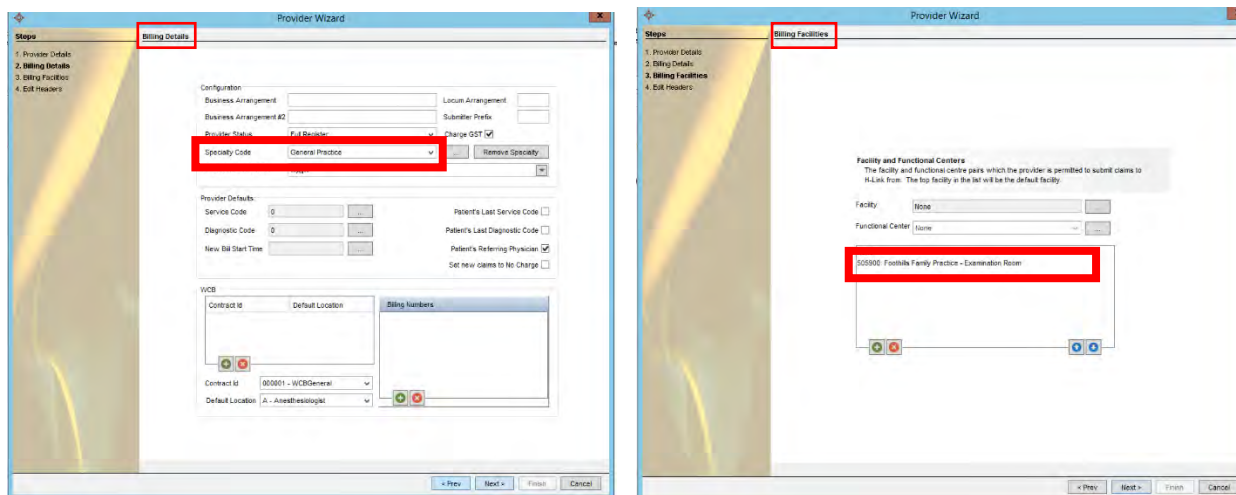 Provider Wizard
Steps
1. Provider Details
2. Billing Details
3. Billing Facilities
4. Edit Headers
Billing Details
Configuration
Business Arrangement
Locum Arrangement
Business Arrangement #2
Submitter Prefix
Provider Status Full Register Charge GST
Specialty Code General Practice ... Remove Specialty
Provider Defaults
Service Code 0 ... Patient's Last Service Code
Diagnostic Code 0 ... Patient's Last Diagnostic Code
New Bill Start Time ... Patient's Referring Physician
Set new claims to No Charge
WCB
Contract Id Default Location
Billing Numbers
Contract Id 000001 - WCBGeneral
Default Location A - Anesthesiologist
< Prev Next > Finish Cancel
Provider Wizard
Steps
1. Provider Details
2. Billing Details
3. Billing Facilities
4. Edit Headers
Billing Facilities
Facility and Functional Centers
The facility and functional centre pairs which the provider is permitted to submit claims to
H-Link from. The top facility in the list will be the default facility.
Facility None ...
Functional Center None ...
505900: Foothills Family Practice - Examination Room
< Prev Next > Finish Cancel